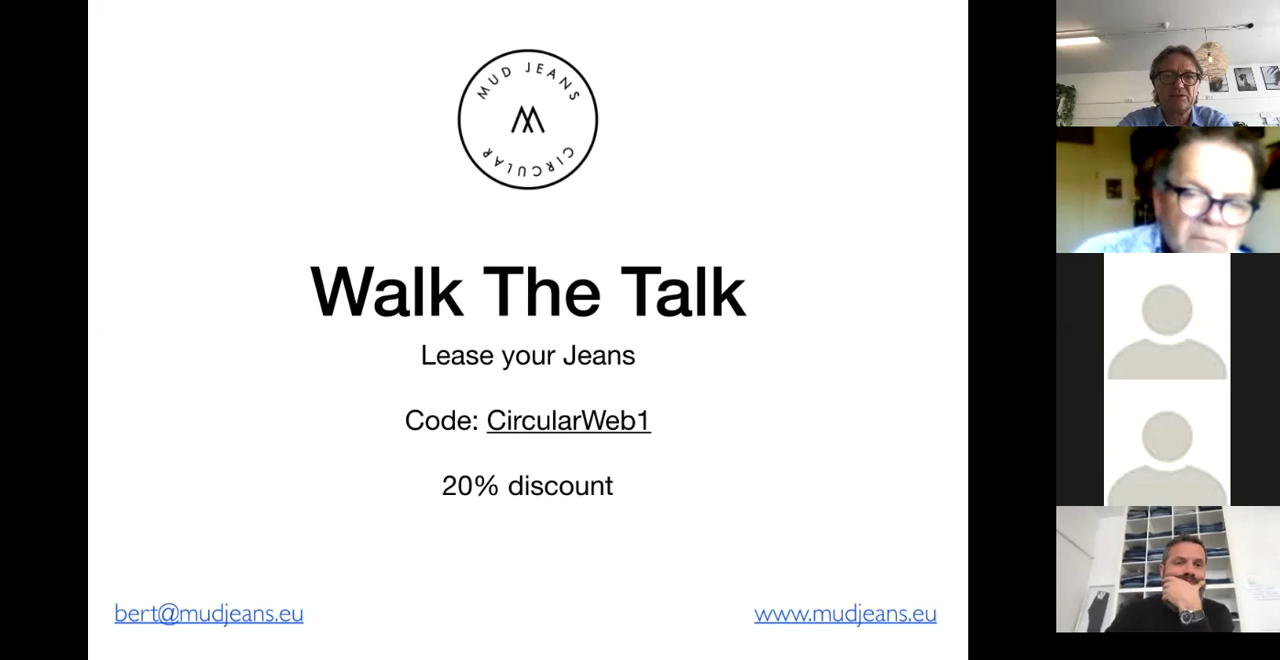 MUD JEANS
CIRCULAR
Walk The Talk
Lease your Jeans
Code: CircularWeb1
20% discount
bert@mudjeans.eu
www.mudjeans.eu